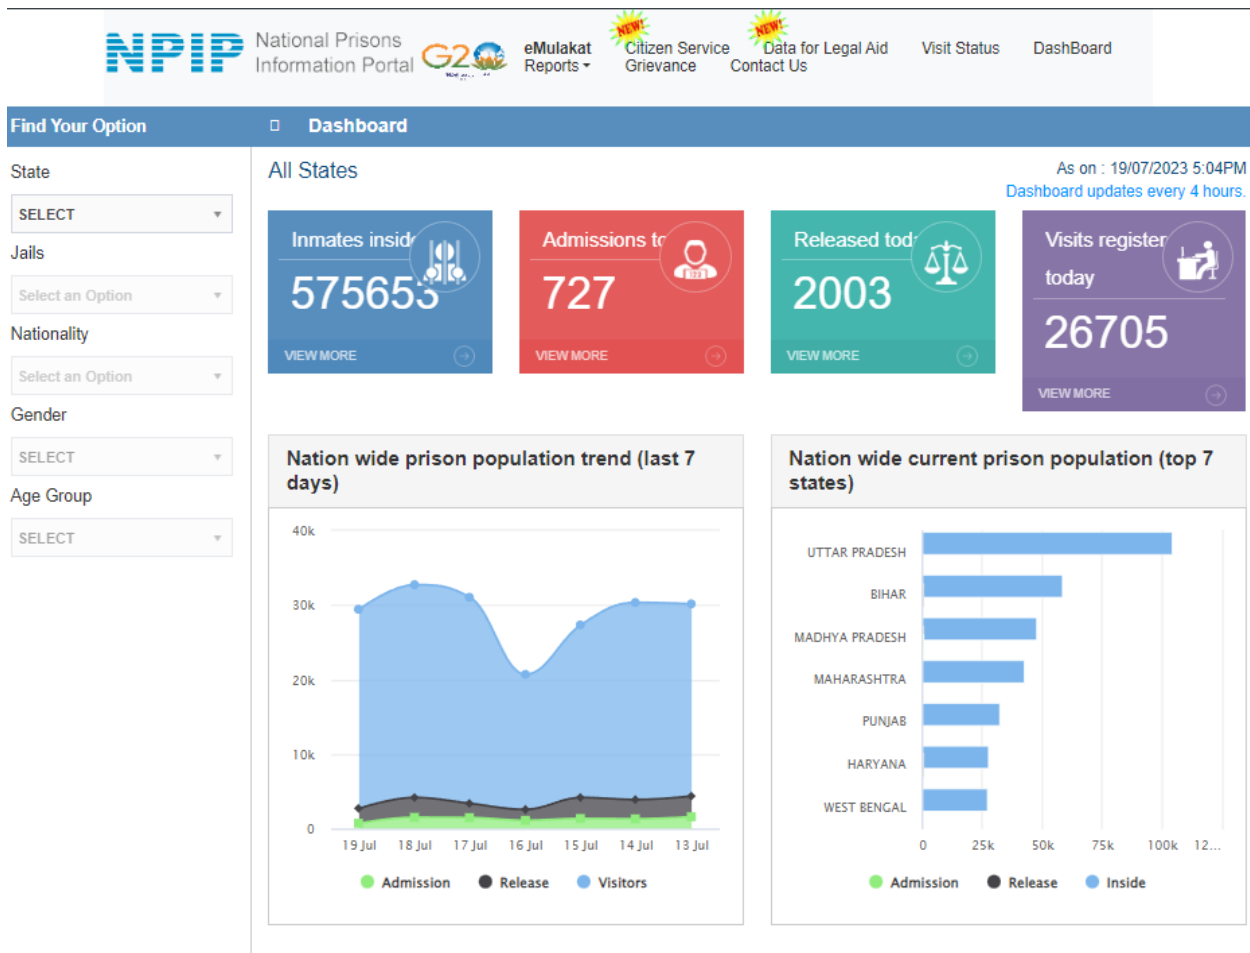 NPIP
National Prisons
Information Portal
G20
eMulakat
NEW!
Citizen Service
NEW!
Data for Legal Aid
Visit Status
DashBoard
Reports
Grievance
Contact Us
Find Your Option
Dashboard
State
SELECT
Jails
Select an Option
Nationality
Select an Option
Gender
SELECT
Age Group
SELECT
All States
As on : 19/07/2023 5:04PM
Dashboard updates every 4 hours.
Inmates insid
575653
VIEW MORE
Admissions to
123
727
VIEW MORE
Released tod
2003
VIEW MORE
Visits register
today
26705
VIEW MORE
Nation wide prison population trend (last 7
days)
40k
30k
20k
10k
0
19 Jul 18 Jul 17 Jul 16 Jul 15 Jul 14 Jul 13 Jul
Admission Release Visitors
Nation wide current prison population (top 7
states)
UTTAR PRADESH
BIHAR
MADHYA PRADESH
MAHARASHTRA
PUNJAB
HARYANA
WEST BENGAL
0 25k 50k 75k 100k 12...
Admission Release Inside